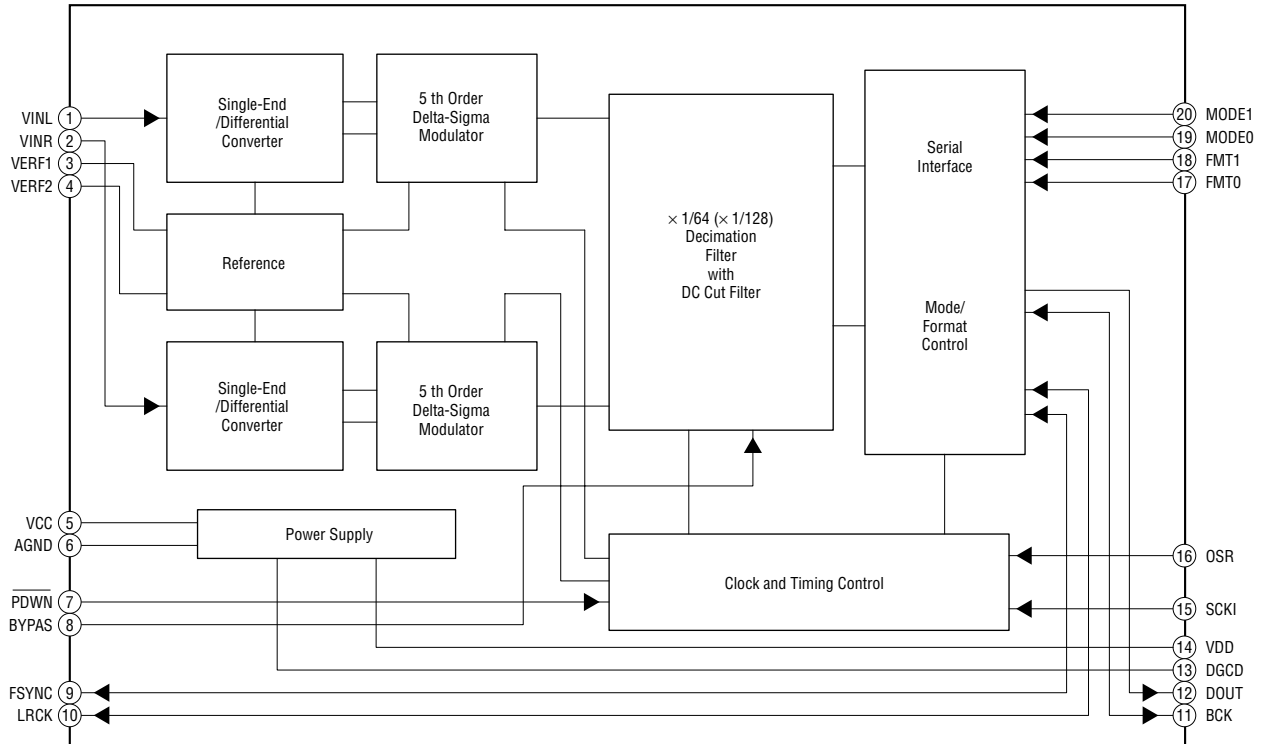 VINL 1
VINR 2
VERF1 3
VERF2 4
VCC 5
AGND 6
PDWN 7
BYPAS 8
FSYNC 9
LRCK 10
Single-End
/Differential
Converter
5 th Order
Delta-Sigma
Modulator
Reference
Single-End
/Differential
Converter
5 th Order
Delta-Sigma
Modulator
Power Supply
× 1/64 (× 1/128)
Decimation
Filter
with
DC Cut Filter
Serial
Interface
Mode/
Format
Control
Clock and Timing Control
20 MODE1
19 MODE0
18 FMT1
17 FMT0
16 OSR
15 SCKI
14 VDD
13 DGCD
12 DOUT
11 BCK